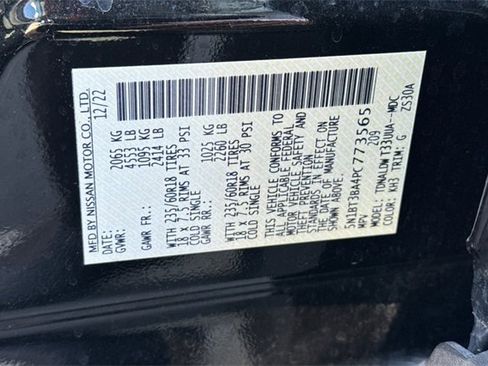 MFD BY NISSAN MOTOR CO., LTD.
DATE: 12/22
GVWR: 2065 KG
4553 LB
GAWR FR.: 1095 KG
2414 LB
WITH 235/60R18 TIRES
18 x 7.5 RIMS AT 33 PSI
COLD SINGLE
GAWR RR.: 1025 KG
2260 LB
WITH 235/60R18 TIRES
18 x 7.5 RIMS AT 30 PSI
COLD SINGLE
THIS VEHICLE CONFORMS TO
ALL APPLICABLE FEDERAL
MOTOR VEHICLE SAFETY AND
THEFT PREVENTION
STANDARDS IN EFFECT
ON THE DATE OF MANUFACTURE
SHOWN ABOVE.
5N1BT3BA4PC773565
MPV 209
MODEL: TDNALDW T33UUA--MDC
COLOR: KH3 TRIM: G ZS30A